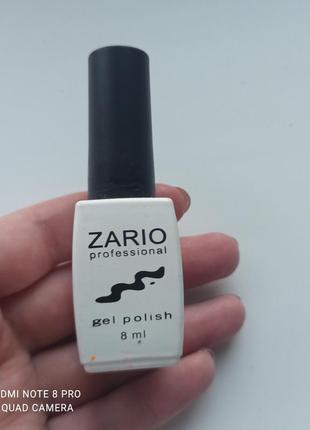 ZARIO
professional
gel polish
8 ml
DMI NOTE 8 PRO
QUAD CAMERA